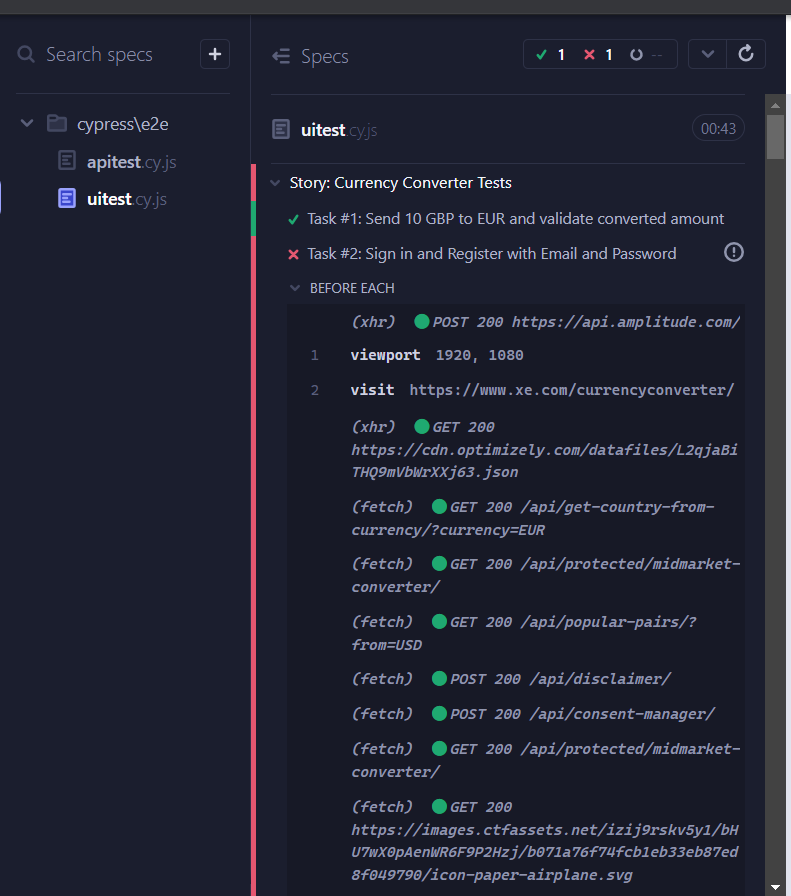 Search specs
+
Specs
1 1 --
cypress\e2e
apitest.cy.js
uitest.cy.js
uitest.cy.js
00:43
Story: Currency Converter Tests
Task #1: Send 10 GBP to EUR and validate converted amount
Task #2: Sign in and Register with Email and Password
BEFORE EACH
(xhr) POST 200 https://api.amplitude.com/
1 viewport 1920, 1080
2 visit https://www.xe.com/currencyconverter/
(xhr) GET 200
https://cdn.optimizely.com/datafiles/L2qjaBi
THQ9mVbWrXXj63.json
(fetch) GET 200 /api/get-country-from-
currency/?currency=EUR
(fetch) GET 200 /api/protected/midmarket-
converter/
(fetch) GET 200 /api/popular-pairs/?
from=USD
(fetch) POST 200 /api/disclaimer/
(fetch) POST 200 /api/consent-manager/
(fetch) GET 200 /api/protected/midmarket-
converter/
(fetch) GET 200
https://images.ctfassets.net/izij9rskv5y1/bH
U7wX0pAenWR6F9P2Hzj/b071a76f74fcb1eb33eb87ed
8f049790/icon-paper-airplane.svg